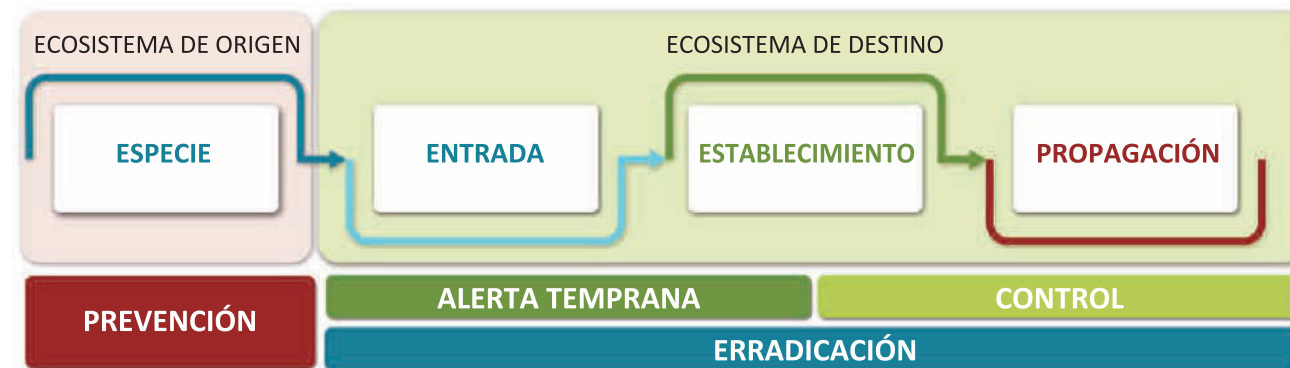 ECOSISTEMA DE ORIGEN
ECOSISTEMA DE DESTINO
ESPECIE
ENTRADA
ESTABLECIMIENTO
PROPAGACIÓN
PREVENCIÓN
ALERTA TEMPRANA
CONTROL
ERRADICACIÓN